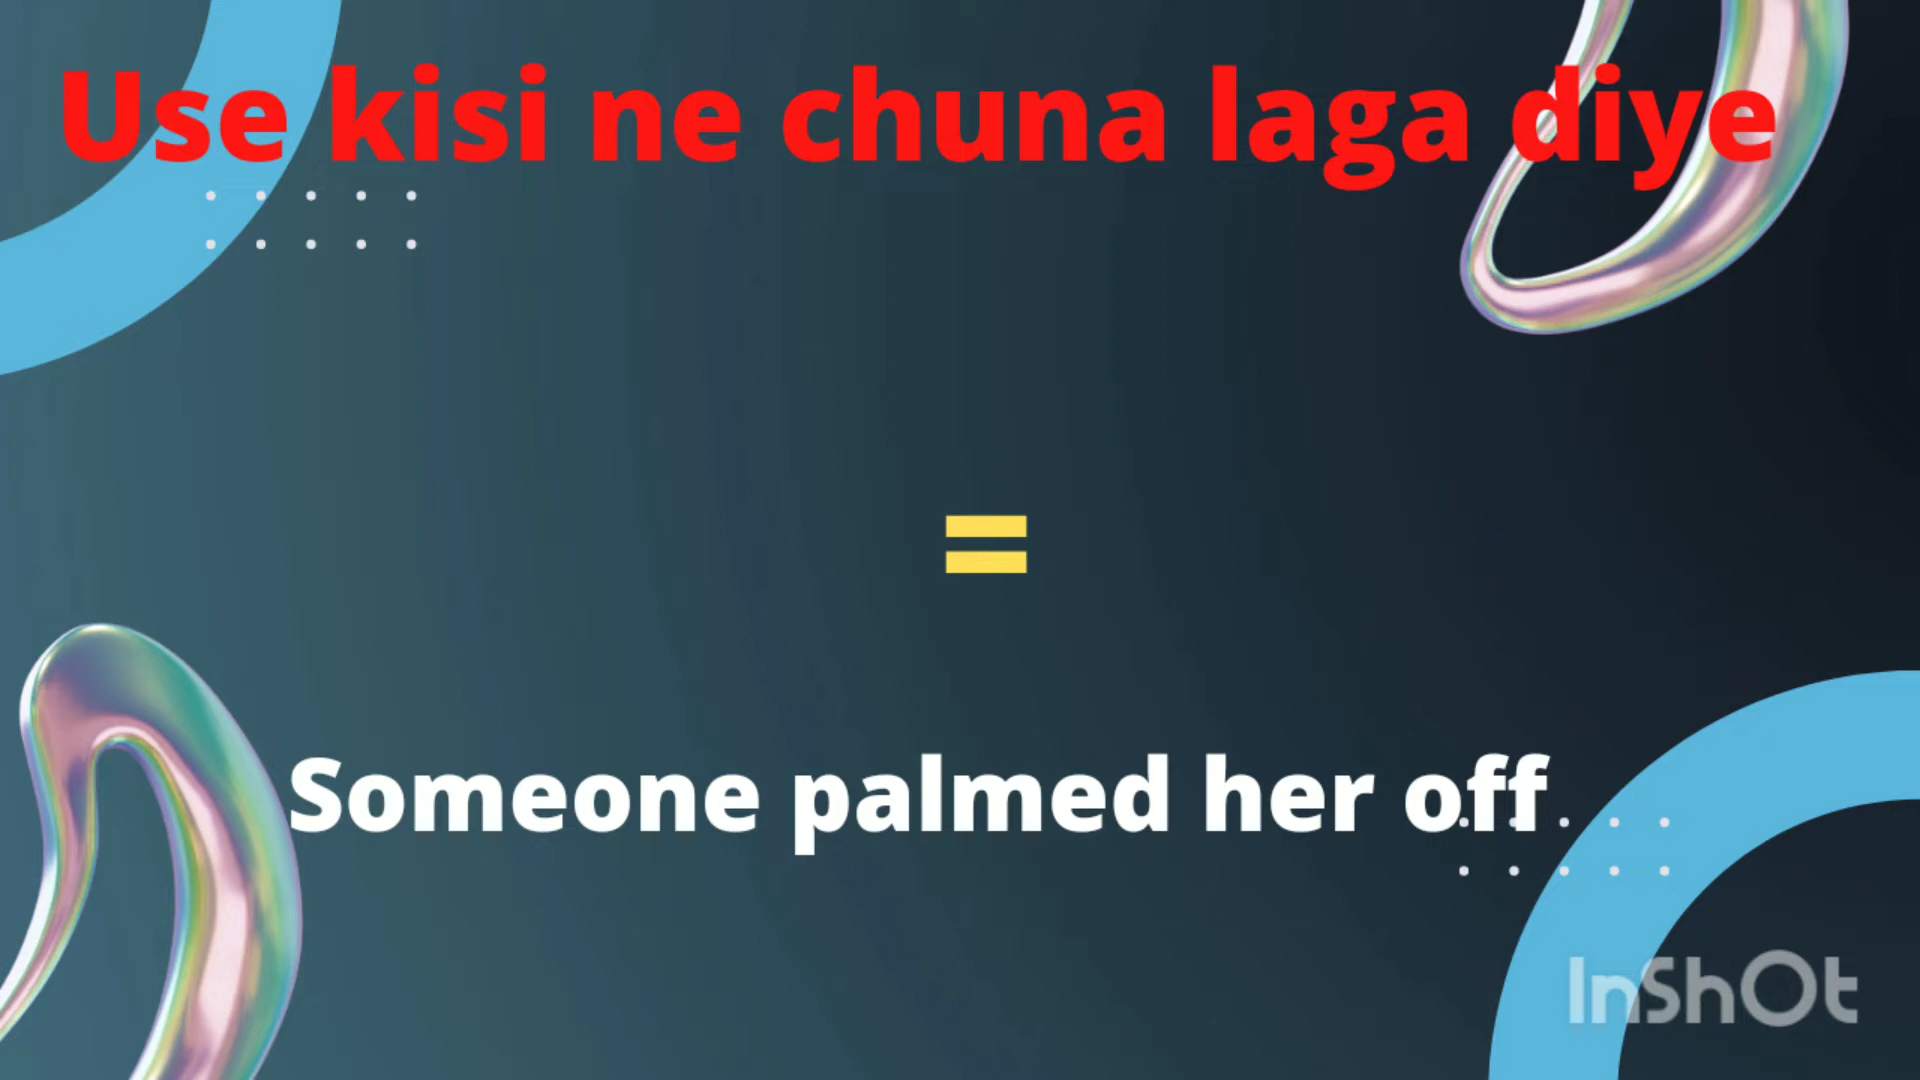 Use kisi ne chuna laga diye
=
Someone palmed her off
InShOt